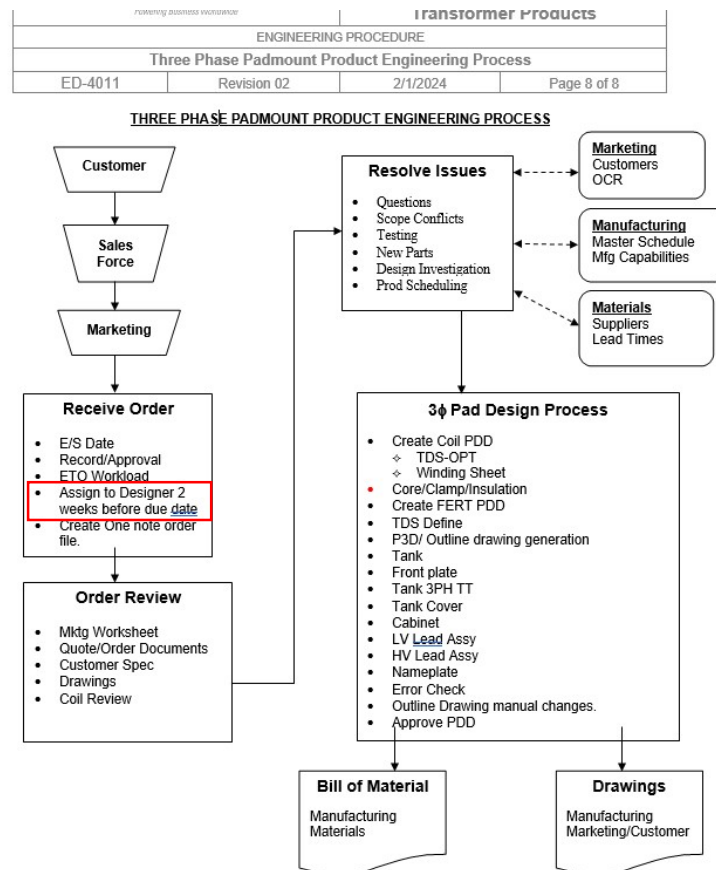 Powering Business Worldwide
Transformer Products
ENGINEERING PROCEDURE
Three Phase Padmount Product Engineering Process
ED-4011
Revision 02
2/1/2024
Page 8 of 8
THREE PHASE PADMOUNT PRODUCT ENGINEERING PROCESS
Customer
Sales
Force
Marketing
Receive Order
• E/S Date
• Record/Approval
• ETO Workload
• Assign to Designer 2
weeks before due date
• Create One note order
file.
Order Review
• Mktg Worksheet
• Quote/Order Documents
• Customer Spec
• Drawings
• Coil Review
Resolve Issues
• Questions
• Scope Conflicts
• Testing
• New Parts
• Design Investigation
• Prod Scheduling
Marketing
Customers
OCR
Manufacturing
Master Schedule
Mfg Capabilities
Materials
Suppliers
Lead Times
3ϕ Pad Design Process
• Create Coil PDD
✧ TDS-OPT
✧ Winding Sheet
• Core/Clamp/Insulation
• Create FERT PDD
• TDS Define
• P3D/ Outline drawing generation
• Tank
• Front plate
• Tank 3PH TT
• Tank Cover
• Cabinet
• LV Lead Assy
• HV Lead Assy
• Nameplate
• Error Check
• Outline Drawing manual changes.
• Approve PDD
Bill of Material
Manufacturing
Materials
Drawings
Manufacturing
Marketing/Customer